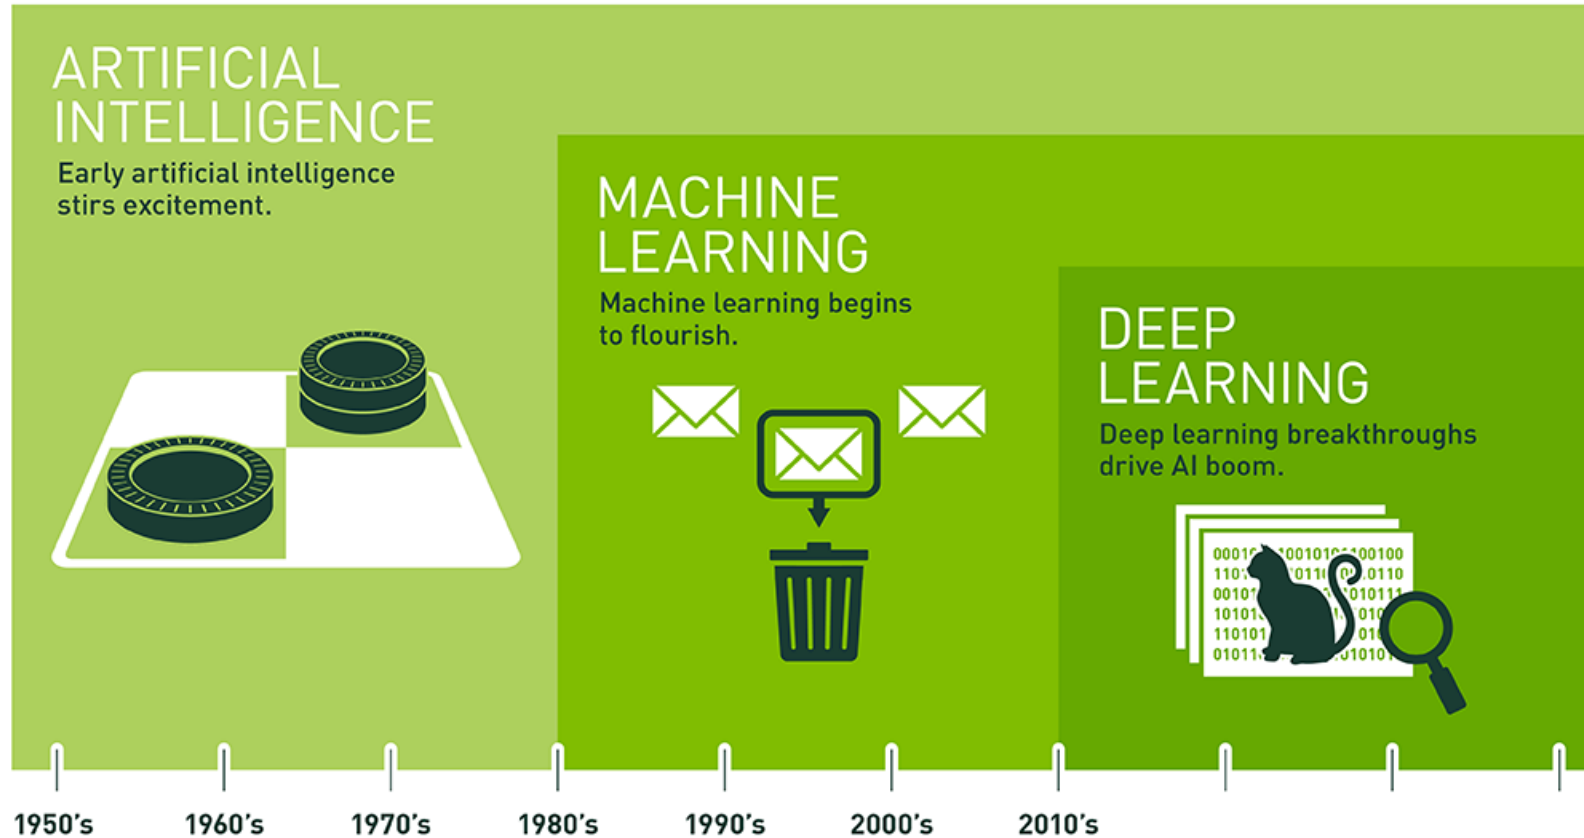 ARTIFICIAL
INTELLIGENCE
Early artificial intelligence
stirs excitement.
MACHINE
LEARNING
Machine learning begins
to flourish.
DEEP
LEARNING
Deep learning breakthroughs
drive AI boom.
1950's 1960's 1970's 1980's 1990's 2000's 2010's